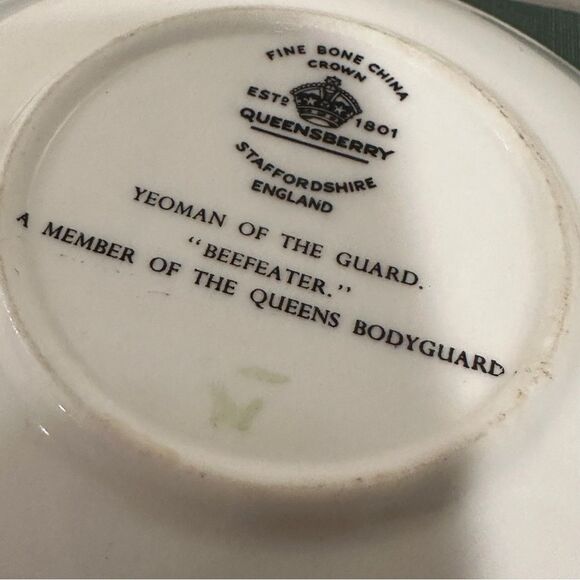 FINE BONE CHINA
CROWN
ESTD 1801
QUEENSBERRY
STAFFORDSHIRE
ENGLAND
YEOMAN OF THE GUARD.
“BEEFEATER.”
A MEMBER OF THE QUEENS BODYGUARD